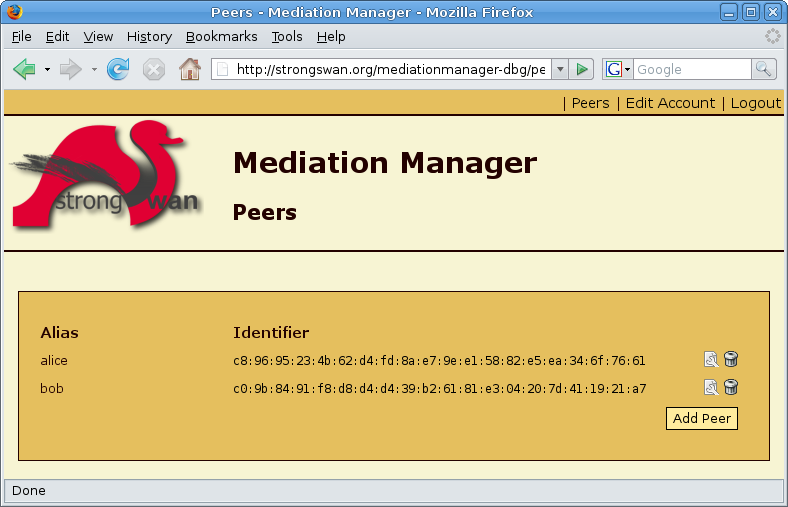 Peers - Mediation Manager - Mozilla Firefox
File Edit View History Bookmarks Tools Help
http://strongswan.org/mediationmanager-dbg/pe
G Google
| Peers | Edit Account | Logout
strongSwan
Mediation Manager
Peers
Alias Identifier
alice c8:96:95:23:4b:62:d4:fd:8a:e7:9e:e1:58:82:e5:ea:34:6f:76:61
bob c0:9b:84:91:f8:d8:d4:d4:39:b2:61:81:e3:04:20:7d:41:19:21:a7
Add Peer
Done